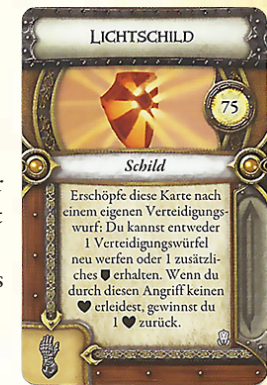 LICHTSCHILD
75
Schild
Erschöpfe diese Karte nach
einem eigenen Verteidigungs-
wurf: Du kannst entweder
1 Verteidigungswürfel
neu werfen oder 1 zusätzli-
ches erhalten. Wenn du
durch diesen Angriff keinen
erleidest, gewinnst du
1 zurück.